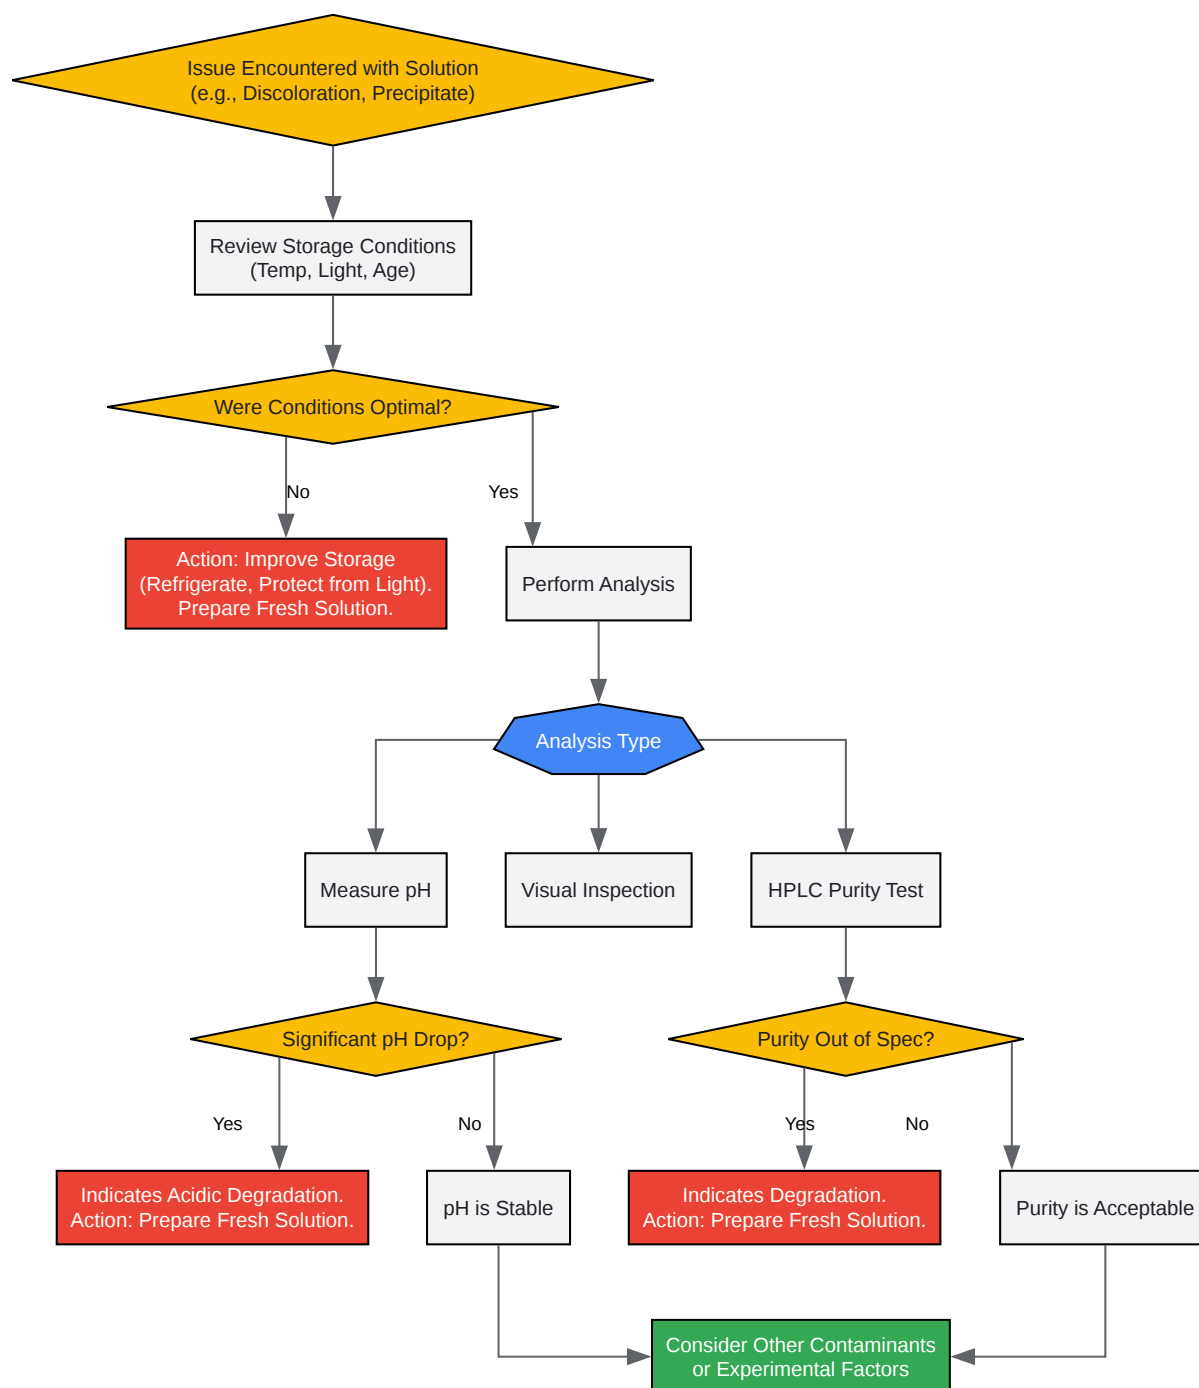 Issue Encountered with Solution
(e.g., Discoloration, Precipitate)
Review Storage Conditions
(Temp, Light, Age)
Were Conditions Optimal?
No
Yes
Action: Improve Storage
(Refrigerate, Protect from Light).
Prepare Fresh Solution.
Perform Analysis
Analysis Type
Measure pH
Visual Inspection
HPLC Purity Test
Significant pH Drop?
Purity Out of Spec?
Yes
No
Yes
No
Indicates Acidic Degradation.
Action: Prepare Fresh Solution.
pH is Stable
Indicates Degradation.
Action: Prepare Fresh Solution.
Purity is Acceptable
Consider Other Contaminants
or Experimental Factors